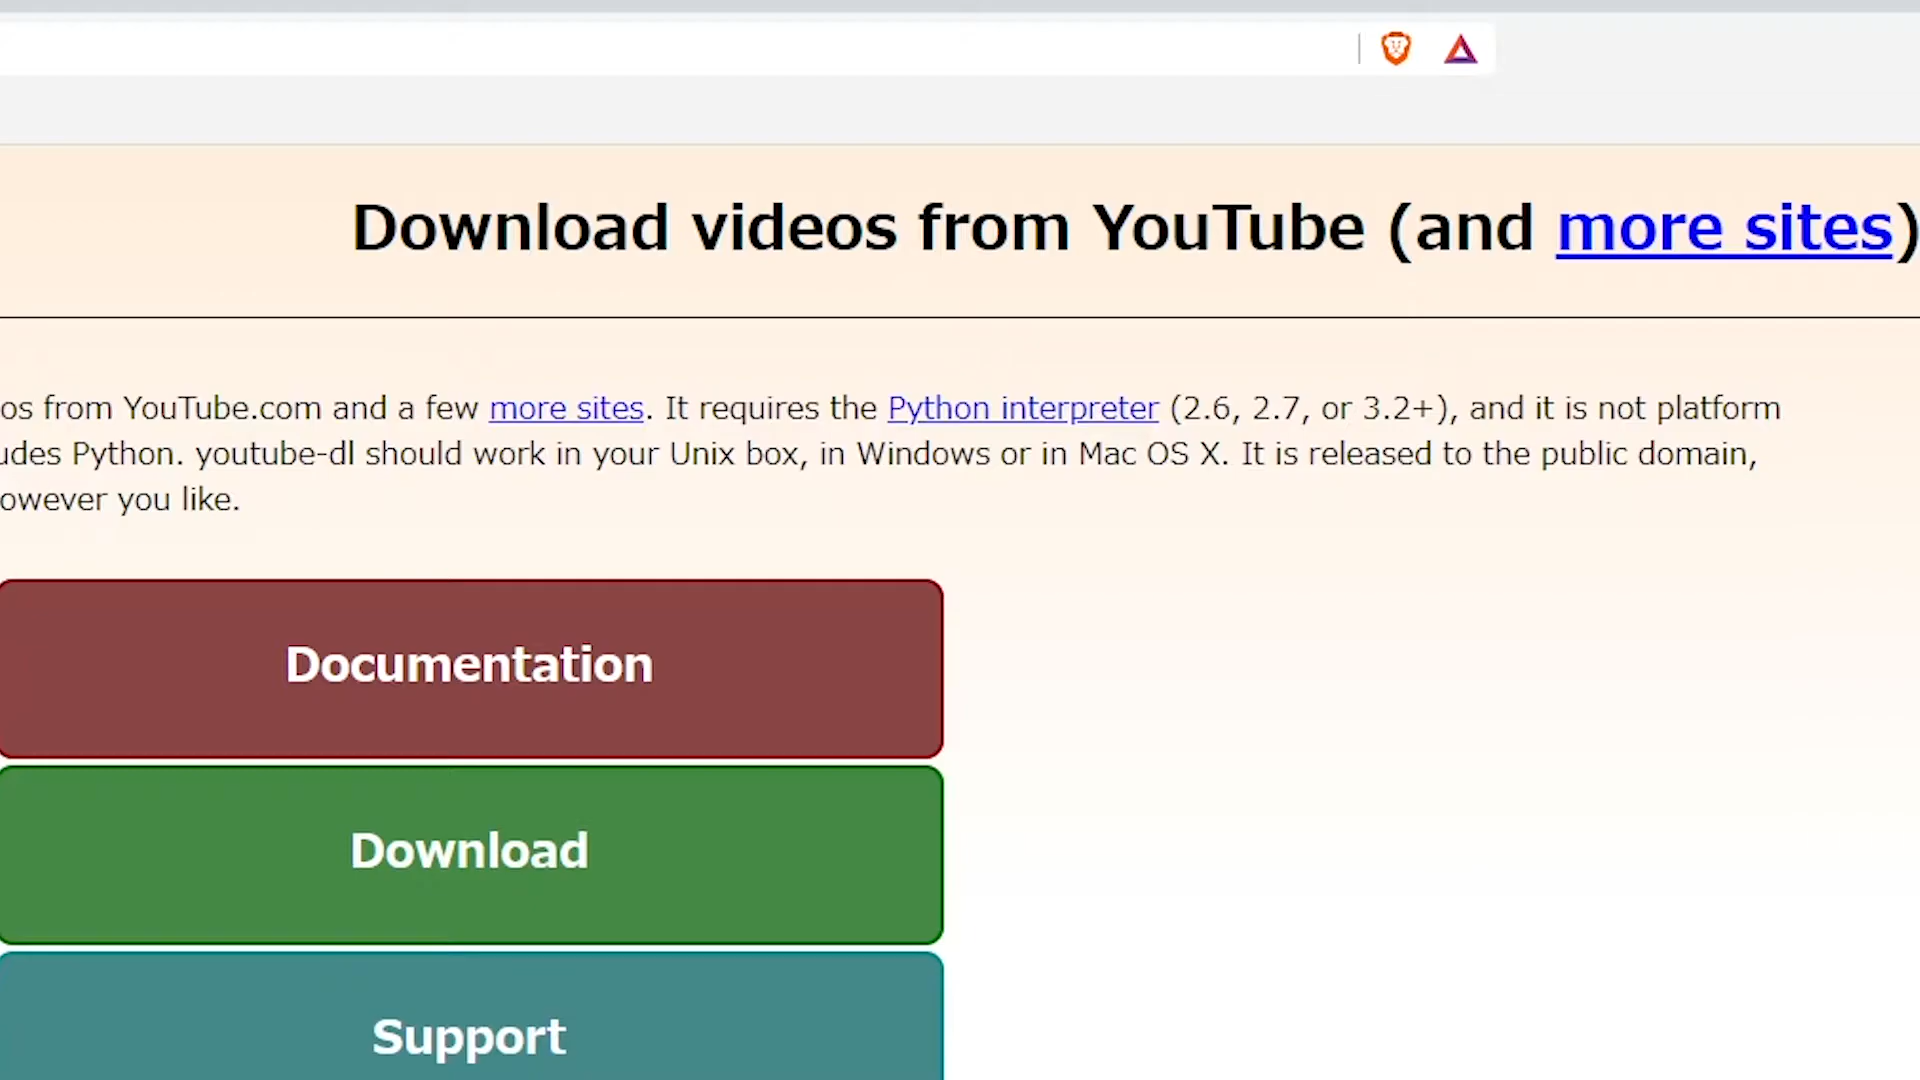 Download videos from YouTube (and more sites)
os from YouTube.com and a few more sites. It requires the Python interpreter (2.6, 2.7, or 3.2+), and it is not platform
udes Python. youtube-dl should work in your Unix box, in Windows or in Mac OS X. It is released to the public domain,
owever you like.
Documentation
Download
Support